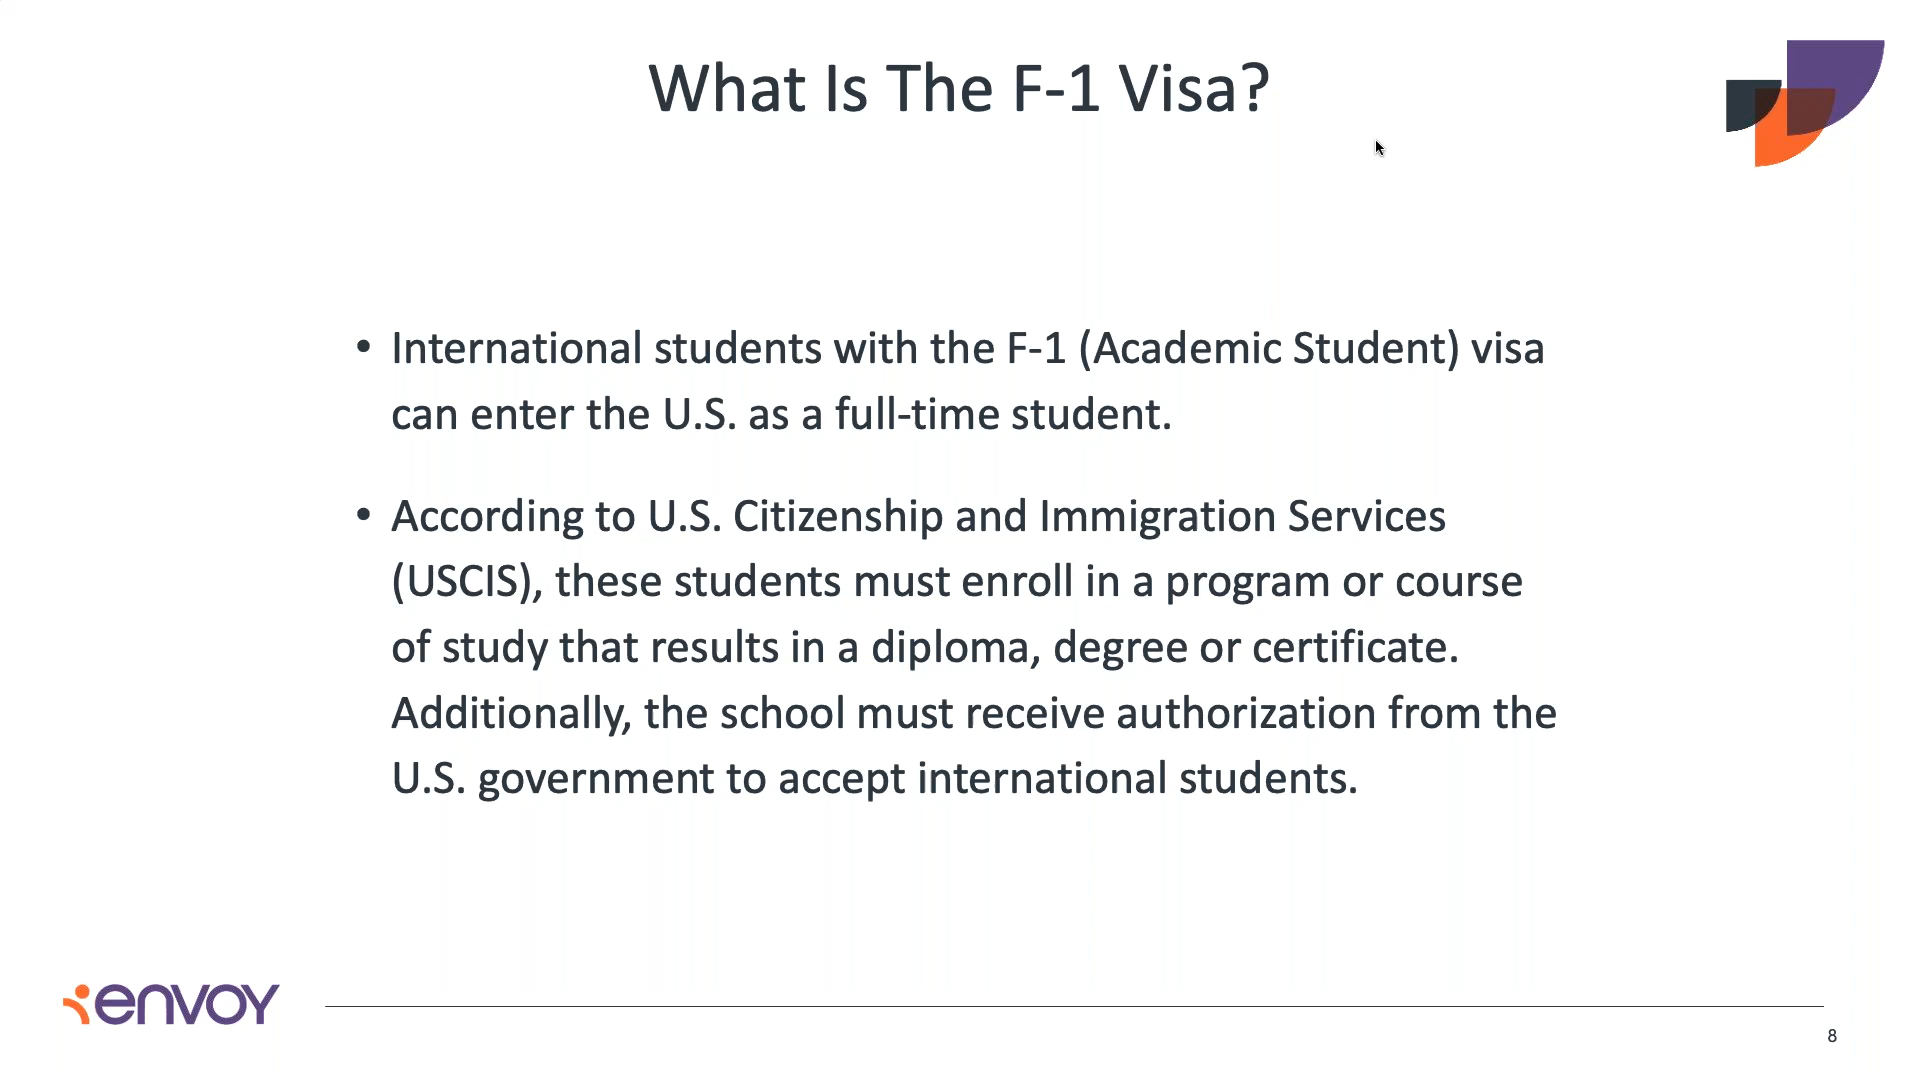 What Is The F-1 Visa?
• International students with the F-1 (Academic Student) visa
can enter the U.S. as a full-time student.
• According to U.S. Citizenship and Immigration Services
(USCIS), these students must enroll in a program or course
of study that results in a diploma, degree or certificate.
Additionally, the school must receive authorization from the
U.S. government to accept international students.
envoy
8